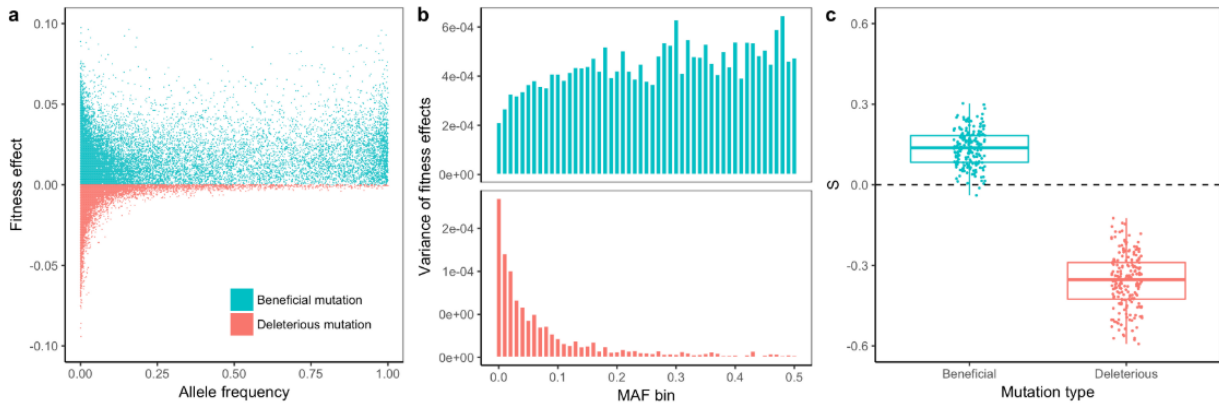 a
0.10
0.05
0.00
-0.05
-0.10
Fitness effect
Beneficial mutation
Deleterious mutation
0.00 0.25 0.50 0.75 1.00
Allele frequency
b
6e-04
4e-04
2e-04
0e+00
2e-04
1e-04
0e+00
0e+00
Variance of fitness effects
0.0 0.1 0.2 0.3 0.4 0.5
MAF bin
c
0.6
0.3
0.0
-0.3
-0.6
S
Beneficial Deleterious
Mutation type